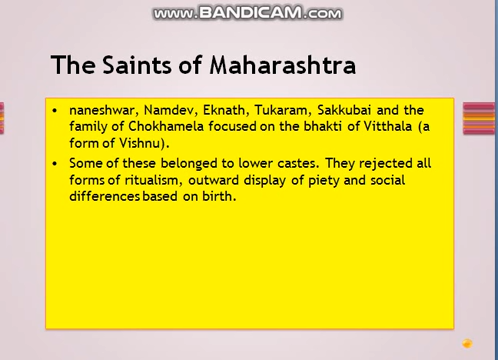 www.BANDICAM.com
The Saints of Maharashtra
• naneshwar, Namdev, Eknath, Tukaram, Sakkubai and the
family of Chokhamela focused on the bhakti of Vitthala (a
form of Vishnu).
• Some of these belonged to lower castes. They rejected all
forms of ritualism, outward display of piety and social
differences based on birth.